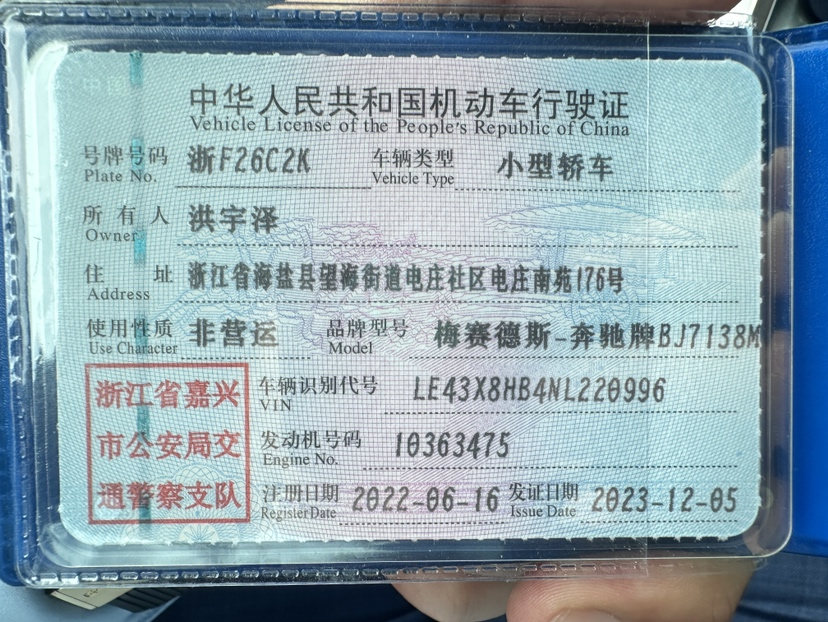 中华人民共和国机动车行驶证
Vehicle License of the People's Republic of China
号牌号码 浙F26C2K 车辆类型 小型轿车
Plate No. Vehicle Type
所有人 洪宇泽
Owner
住址 浙江省海盐县望海街道电庄社区电庄南苑176号
Address
使用性质 非营运 品牌型号 梅赛德斯-奔驰牌BJ7138M
Use Character Model
浙江省嘉兴
市公安局交
通警察支队
车辆识别代号 LE43X8HB4NL220996
VIN
发动机号码 10363475
Engine No.
注册日期 2022-06-16 发证日期 2023-12-05
Register Date Issue Date